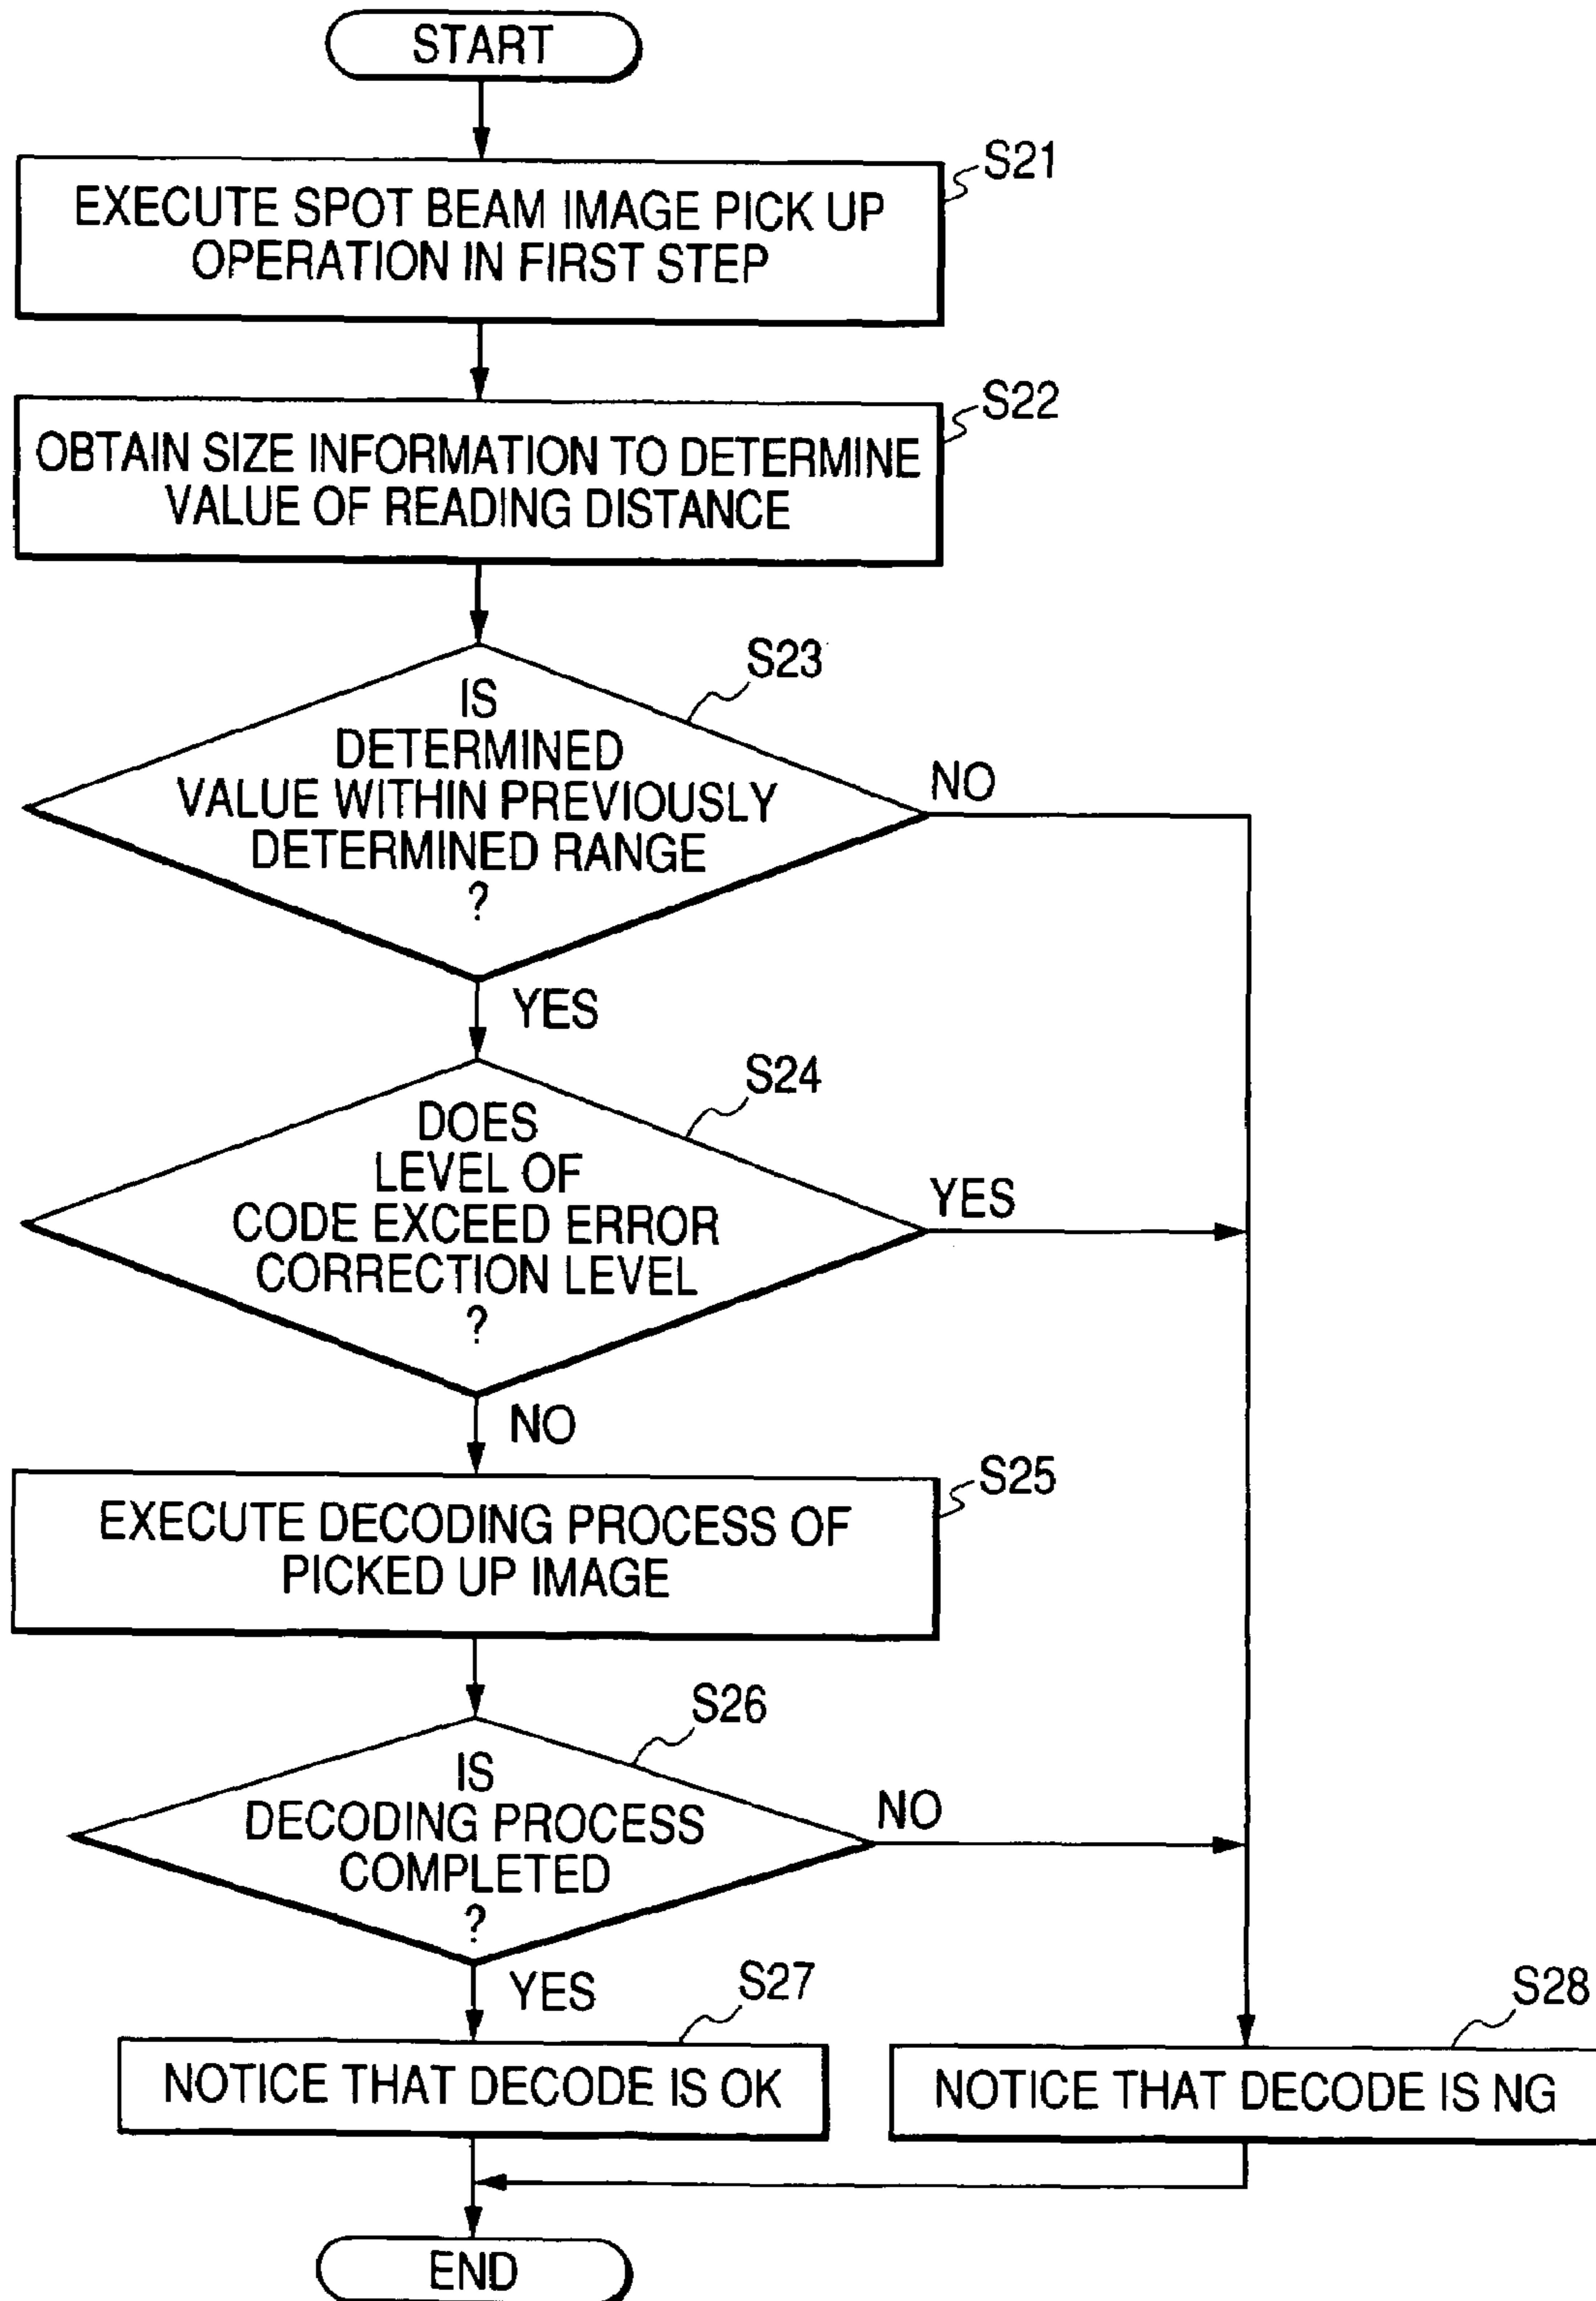 START
S21
EXECUTE SPOT BEAM IMAGE PICK UP
OPERATION IN FIRST STEP
S22
OBTAIN SIZE INFORMATION TO DETERMINE
VALUE OF READING DISTANCE
S23
IS
DETERMINED
VALUE WITHIN PREVIOUSLY
DETERMINED RANGE
?
NO
YES
S24
DOES
LEVEL OF
CODE EXCEED ERROR
CORRECTION LEVEL
?
YES
NO
S25
EXECUTE DECODING PROCESS OF
PICKED UP IMAGE
S26
IS
DECODING PROCESS
COMPLETED
?
NO
YES
S27
NOTICE THAT DECODE IS OK
S28
NOTICE THAT DECODE IS NG
END